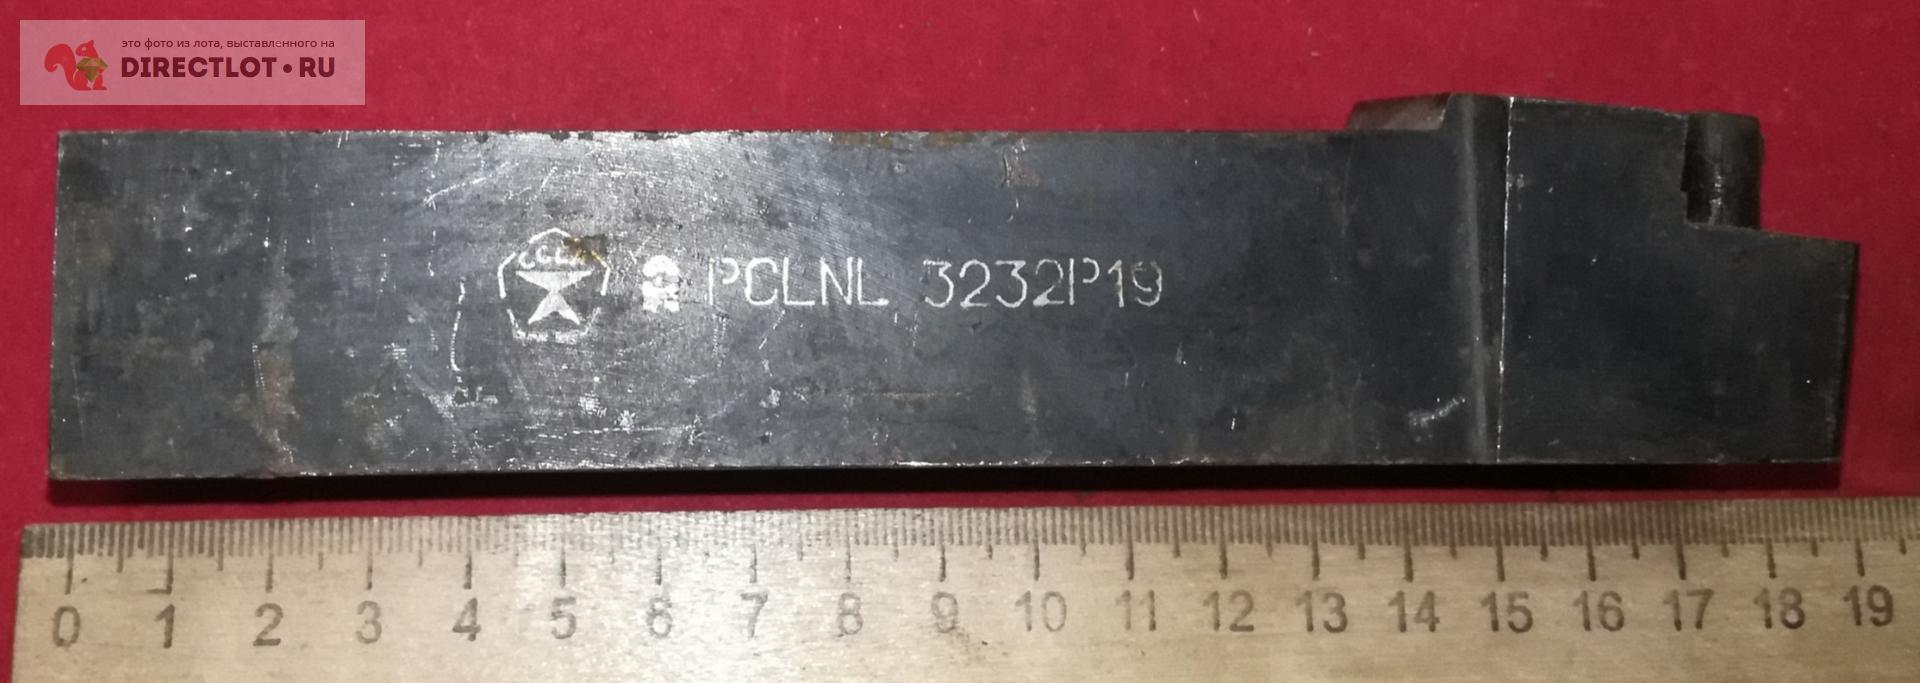 это фото из лота, выставленного на
DIRECTLOT • RU
PCLNL 3232P19
0 1 2 3 4 5 6 7 8 9 10 11 12 13 14 15 16 17 18 19